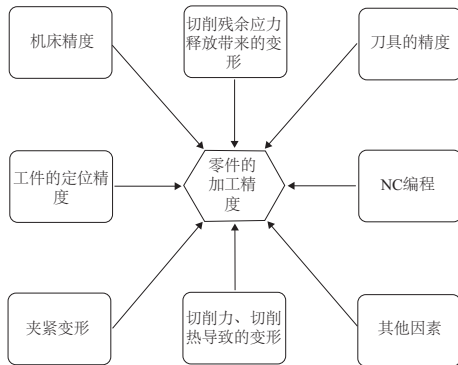 机床精度
切削残余应力
释放带来的变
形
刀具的精度
工件的定位精
度
零件的
加工精
度
NC编程
夹紧变形
切削力、切削
热导致的变形
其他因素